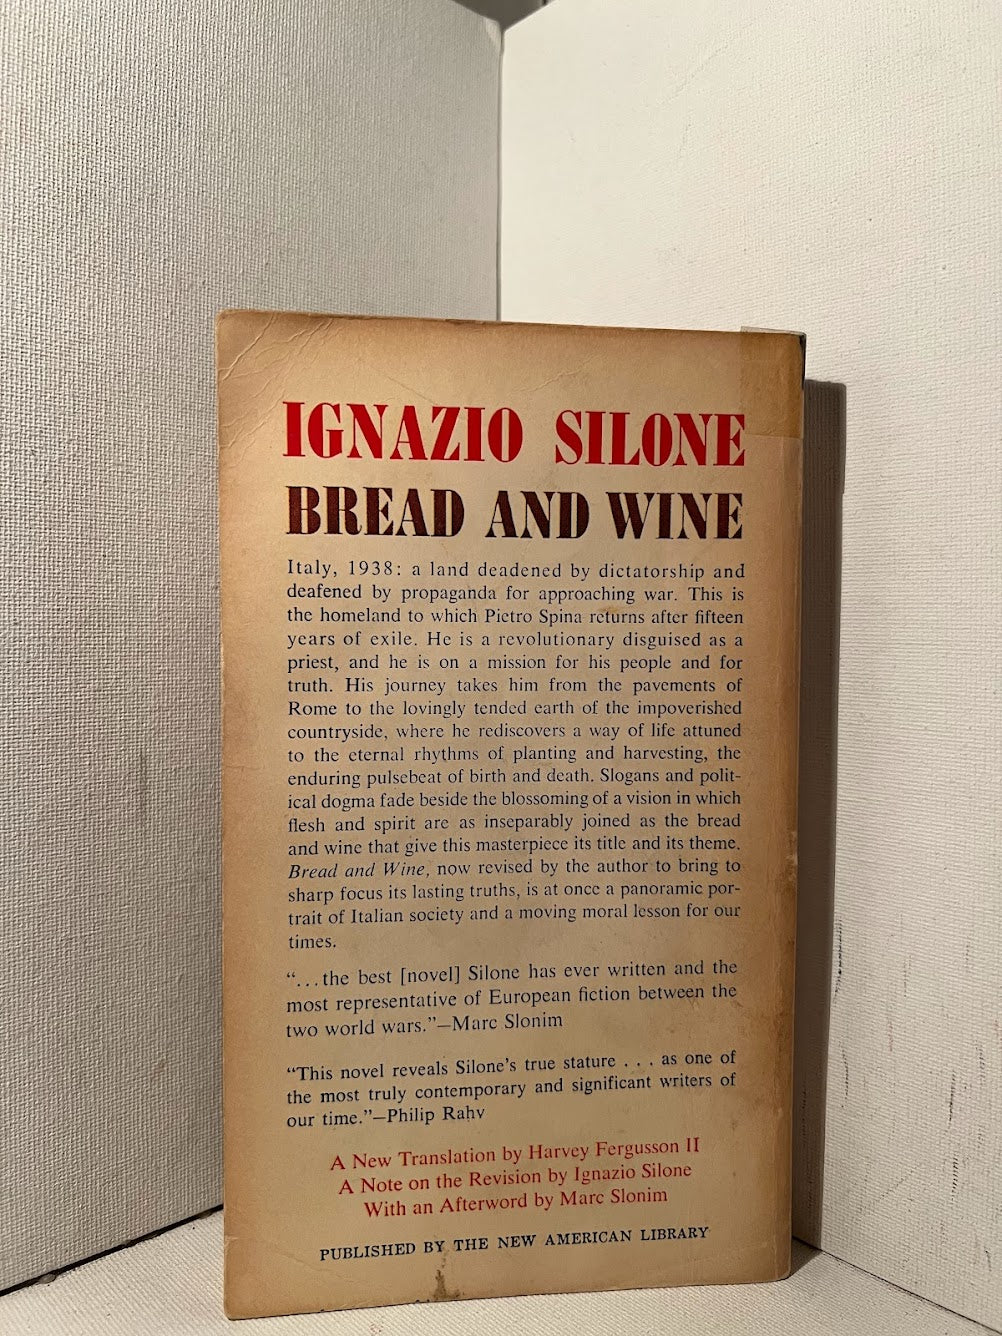 IGNAZIO SILONE
BREAD AND WINE
Italy, 1938: a land deadened by dictatorship and
deafened by propaganda for approaching war. This is
the homeland to which Pietro Spina returns after fifteen
years of exile. He is a revolutionary disguised as a
priest, and he is on a mission for his people and for
truth. His journey takes him from the pavements of
Rome to the lovingly tended earth of the impoverished
countryside, where he rediscovers a way of life attuned
to the eternal rhythms of planting and harvesting, the
enduring pulsebeat of birth and death. Slogans and polit-
ical dogma fade beside the blossoming of a vision in which
flesh and spirit are as inseparably joined as the bread
and wine that give this masterpiece its title and its theme.
Bread and Wine, now revised by the author to bring to
sharp focus its lasting truths, is at once a panoramic por-
trait of Italian society and a moving moral lesson for our
times.
“...the best [novel] Silone has ever written and the
most representative of European fiction between the
two world wars.”—Marc Slonim
“This novel reveals Silone’s true stature . . . as one of
the most truly contemporary and significant writers of
our time.”—Philip Rahv
A New Translation by Harvey Fergusson II
A Note on the Revision by Ignazio Silone
With an Afterword by Marc Slonim
PUBLISHED BY THE NEW AMERICAN LIBRARY